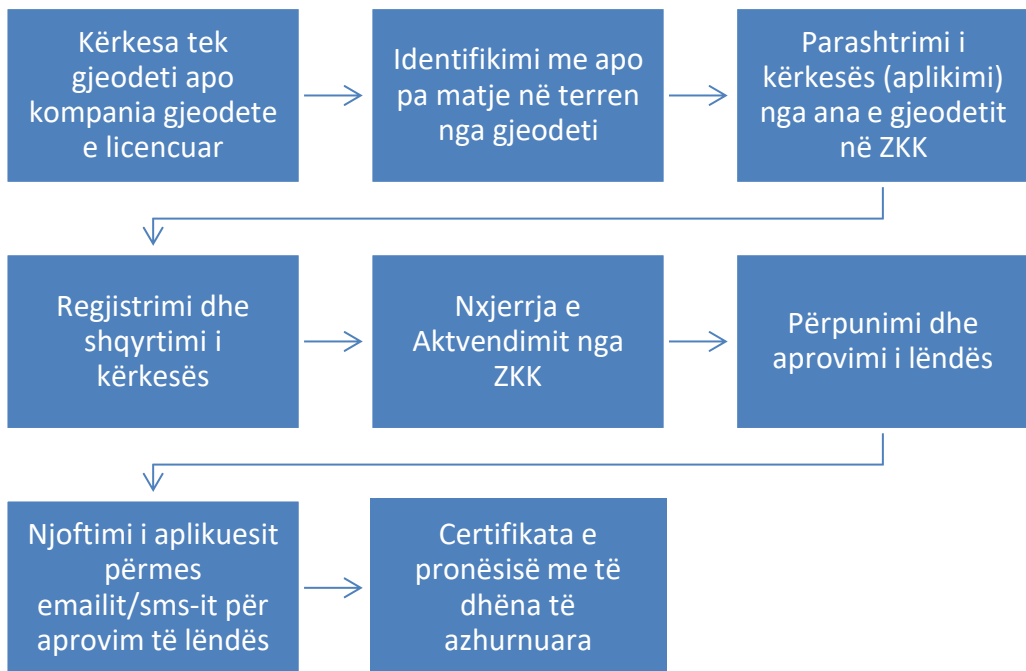 Kërkesa tek
gjeodeti apo
kompania gjeodete
e licencuar
Identifikimi me apo
pa matje në terren
nga gjeodeti
Parashtrimi i
kërkesës (aplikimi)
nga ana e gjeodetit
në ZKK
Regjistrimi dhe
shqyrtimi i
kërkesës
Nxjerrja e
Aktvendimit nga
ZKK
Përpunimi dhe
aprovimi i lëndës
Njoftimi i aplikuesit
përmes
emailit/sms-it për
aprovim të lëndës
Certifikata e
pronësisë me të
dhëna të
azhurnuara